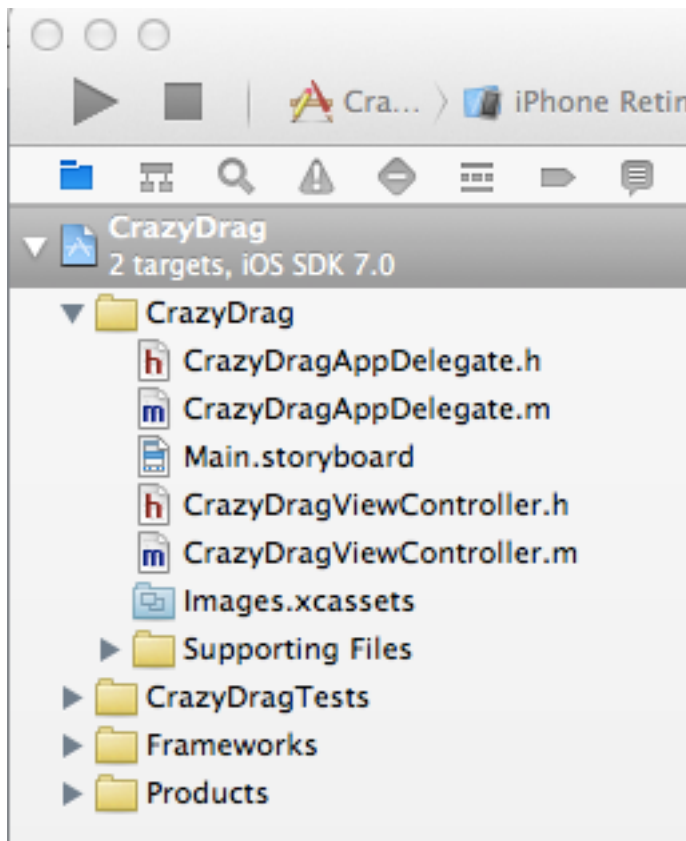 Cra... iPhone Retin
CrazyDrag
2 targets, iOS SDK 7.0
CrazyDrag
h CrazyDragAppDelegate.h
m CrazyDragAppDelegate.m
Main.storyboard
h CrazyDragViewController.h
m CrazyDragViewController.m
Images.xcassets
Supporting Files
CrazyDragTests
Frameworks
Products